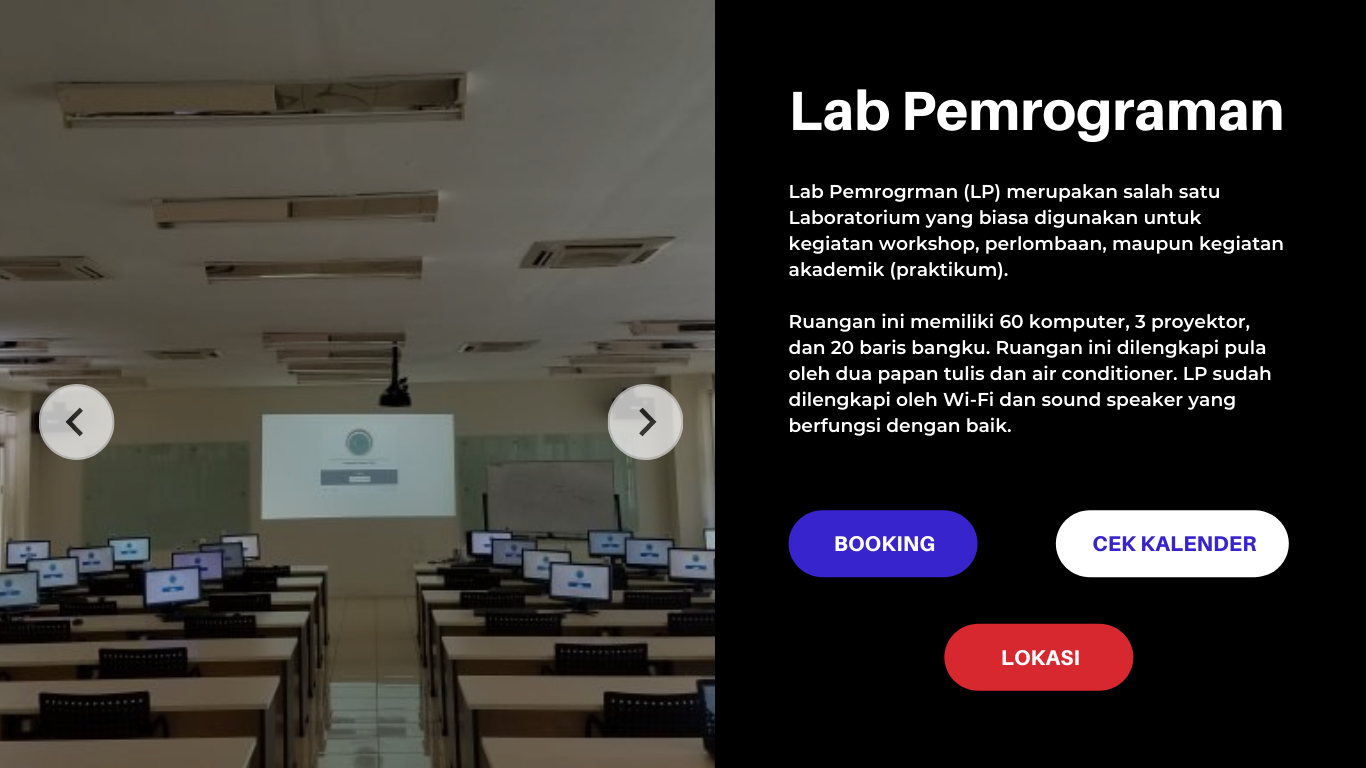 Lab Pemrograman
Lab Pemrogrman (LP) merupakan salah satu
Laboratorium yang biasa digunakan untuk
kegiatan workshop, perlombaan, maupun kegiatan
akademik (praktikum).
Ruangan ini memiliki 60 komputer, 3 proyektor,
dan 20 baris bangku. Ruangan ini dilengkapi pula
oleh dua papan tulis dan air conditioner. LP sudah
dilengkapi oleh Wi-Fi dan sound speaker yang
berfungsi dengan baik.
BOOKING
CEK KALENDER
LOKASI